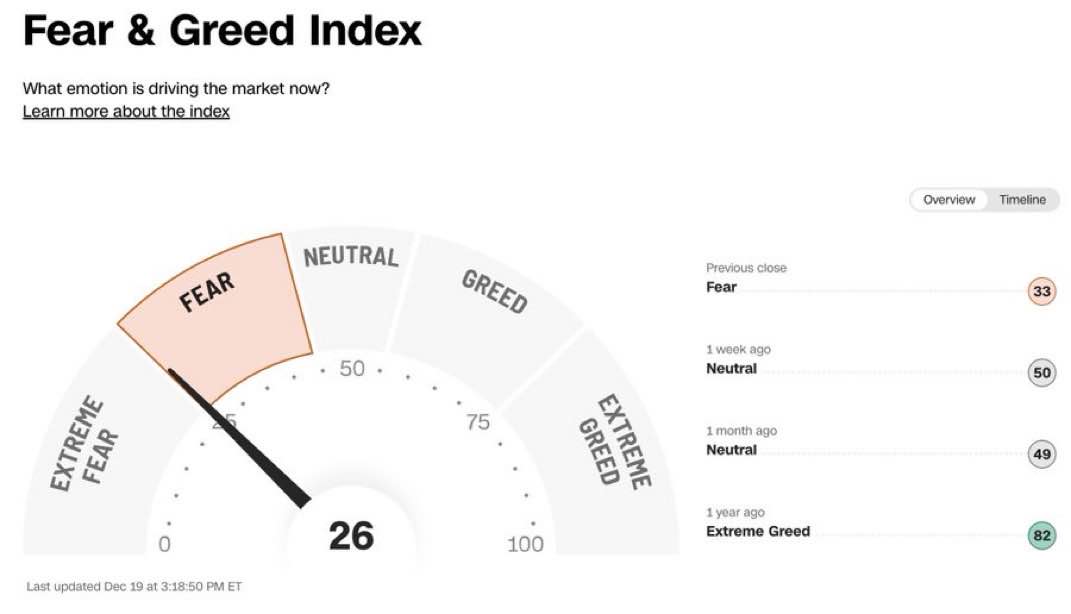 Fear & Greed Index
What emotion is driving the market now?
Learn more about the index
Overview
Timeline
EXTREME
FEAR
FEAR
NEUTRAL
GREED
EXTREME
GREED
0
25
50
75
100
26
Previous close
Fear
33
1 week ago
Neutral
50
1 month ago
Neutral
49
1 year ago
Extreme Greed
82
Last updated Dec 19 at 3:18:50 PM ET